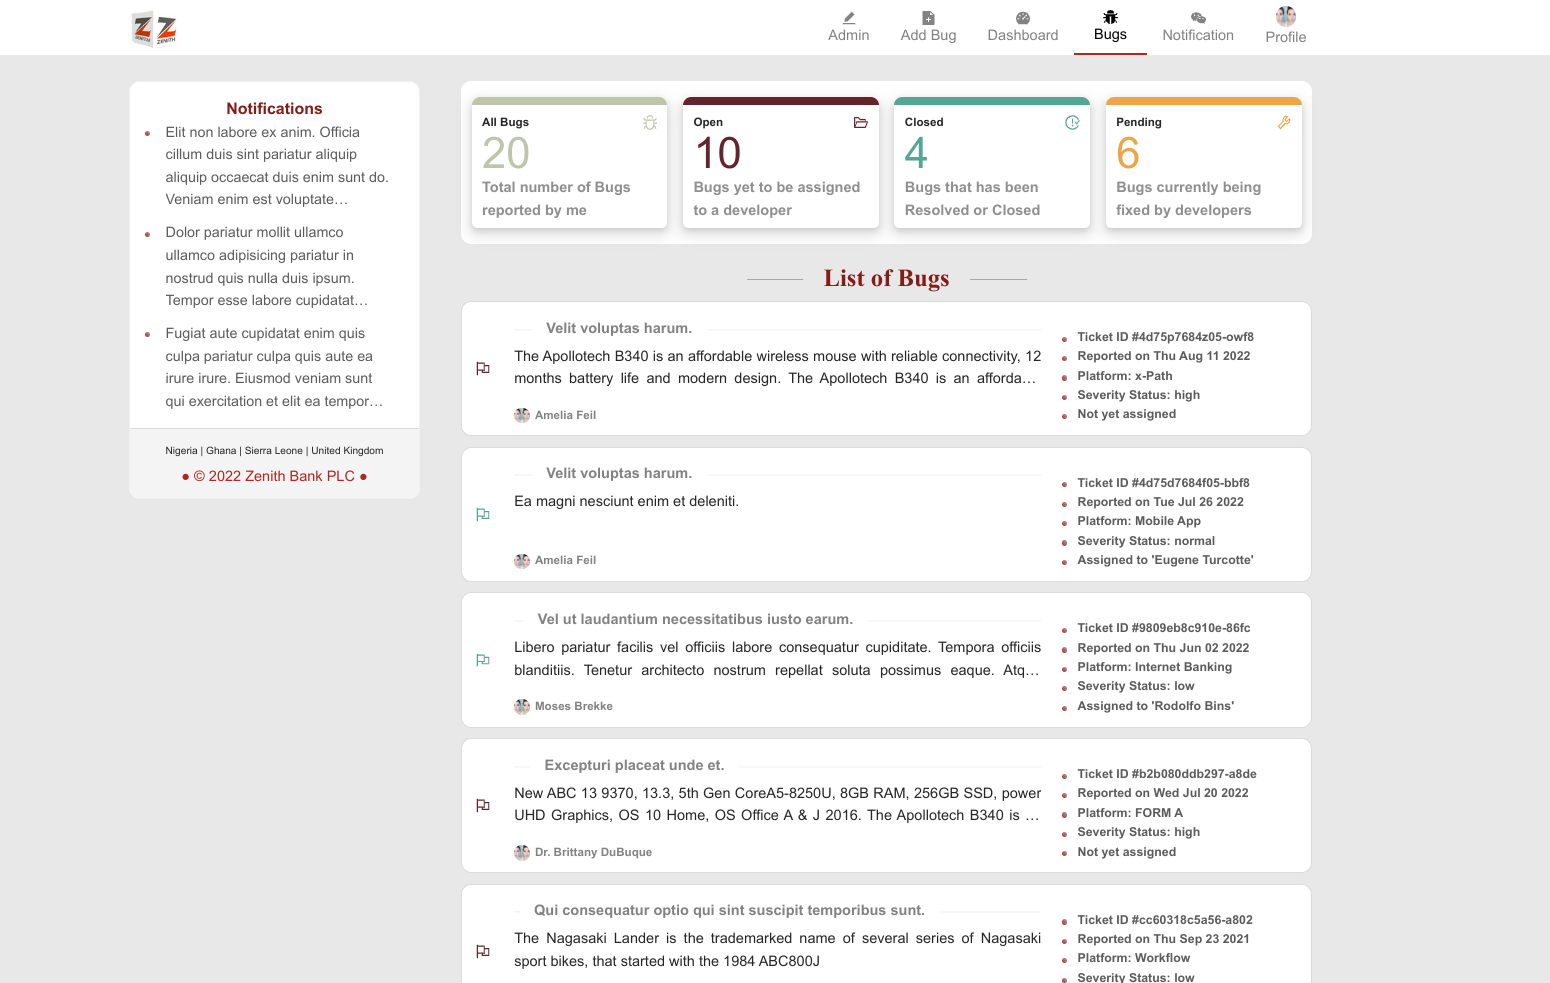 ZENITH ZENITH
Admin
Add Bug
Dashboard
Bugs
Notification
Profile
Notifications
Elit non labore ex anim. Officia
cillum duis sint pariatur aliquip
aliquip occaecat duis enim sunt do.
Veniam enim est voluptate…
Dolor pariatur mollit ullamco
ullamco adipisicing pariatur in
nostrud quis nulla duis ipsum.
Tempor esse labore cupidatat…
Fugiat aute cupidatat enim quis
culpa pariatur culpa quis aute ea
irure irure. Eiusmod veniam sunt
qui exercitation et elit ea tempor…
Nigeria | Ghana | Sierra Leone | United Kingdom
● © 2022 Zenith Bank PLC ●
All Bugs
20
Total number of Bugs
reported by me
Open
10
Bugs yet to be assigned
to a developer
Closed
4
Bugs that has been
Resolved or Closed
Pending
6
Bugs currently being
fixed by developers
List of Bugs
Velit voluptas harum.
The Apollotech B340 is an affordable wireless mouse with reliable connectivity, 12
months battery life and modern design. The Apollotech B340 is an afforda…
Amelia Feil
Ticket ID #4d75p7684z05-owf8
Reported on Thu Aug 11 2022
Platform: x-Path
Severity Status: high
Not yet assigned
Velit voluptas harum.
Ea magni nesciunt enim et deleniti.
Amelia Feil
Ticket ID #4d75d7684f05-bbf8
Reported on Tue Jul 26 2022
Platform: Mobile App
Severity Status: normal
Assigned to 'Eugene Turcotte'
Vel ut laudantium necessitatibus iusto earum.
Libero pariatur facilis vel officiis labore consequatur cupiditate. Tempora officiis
blanditiis. Tenetur architecto nostrum repellat soluta possimus eaque. Atq…
Moses Brekke
Ticket ID #9809eb8c910e-86fc
Reported on Thu Jun 02 2022
Platform: Internet Banking
Severity Status: low
Assigned to 'Rodolfo Bins'
Excepturi placeat unde et.
New ABC 13 9370, 13.3, 5th Gen CoreA5-8250U, 8GB RAM, 256GB SSD, power
UHD Graphics, OS 10 Home, OS Office A & J 2016. The Apollotech B340 is …
Dr. Brittany DuBuque
Ticket ID #b2b080ddb297-a8de
Reported on Wed Jul 20 2022
Platform: FORM A
Severity Status: high
Not yet assigned
Qui consequatur optio qui sint suscipit temporibus sunt.
The Nagasaki Lander is the trademarked name of several series of Nagasaki
sport bikes, that started with the 1984 ABC800J
Ticket ID #cc60318c5a56-a802
Reported on Thu Sep 23 2021
Platform: Workflow
Severity Status: low